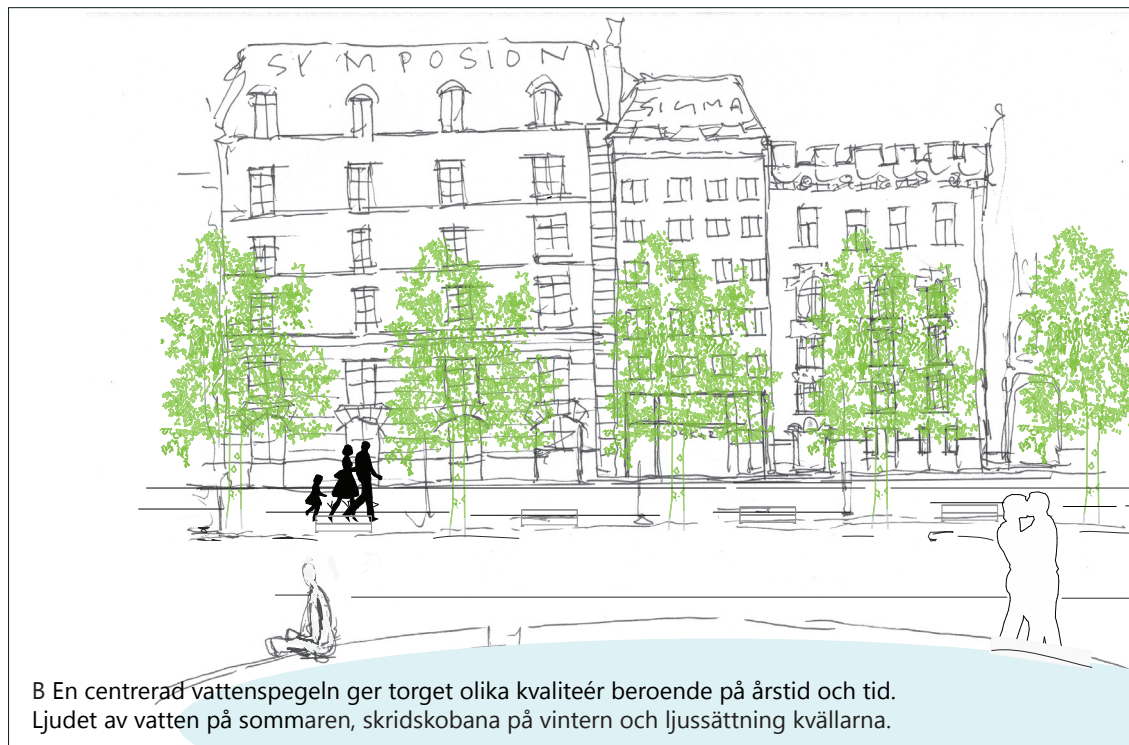 SYMPOSION
SIGMA
B En centrerad vattenspegeln ger torget olika kvaliteér beroende på årstid och tid.
Ljudet av vatten på sommaren, skridskobana på vintern och ljussättning kvällarna.